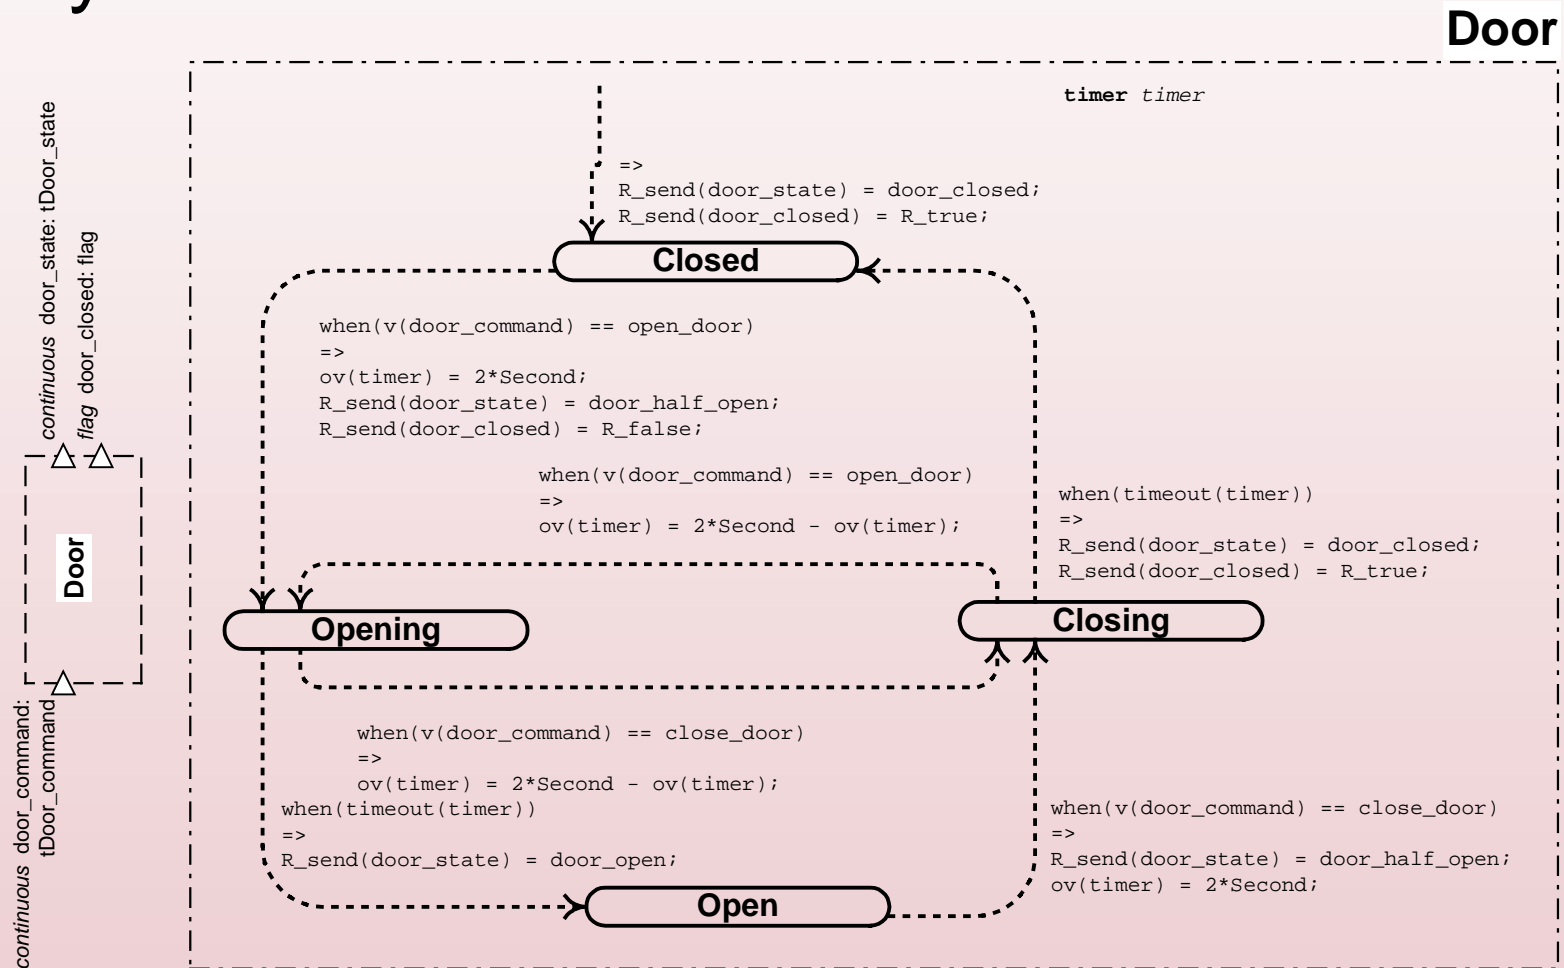 Door
timer timer
=>
R_send(door_state) = door_closed;
R_send(door_closed) = R_true;
Closed
when(v(door_command) == open_door)
=>
ov(timer) = 2*Second;
R_send(door_state) = door_half_open;
R_send(door_closed) = R_false;
when(v(door_command) == open_door)
=>
ov(timer) = 2*Second - ov(timer);
when(timeout(timer))
=>
R_send(door_state) = door_closed;
R_send(door_closed) = R_true;
Opening
Closing
when(v(door_command) == close_door)
=>
ov(timer) = 2*Second - ov(timer);
when(timeout(timer))
=>
R_send(door_state) = door_open;
when(v(door_command) == close_door)
=>
R_send(door_state) = door_half_open;
ov(timer) = 2*Second;
Open
continuous door_state: tDoor_state
flag door_closed: flag
Door
continuous door_command:
tDoor_command